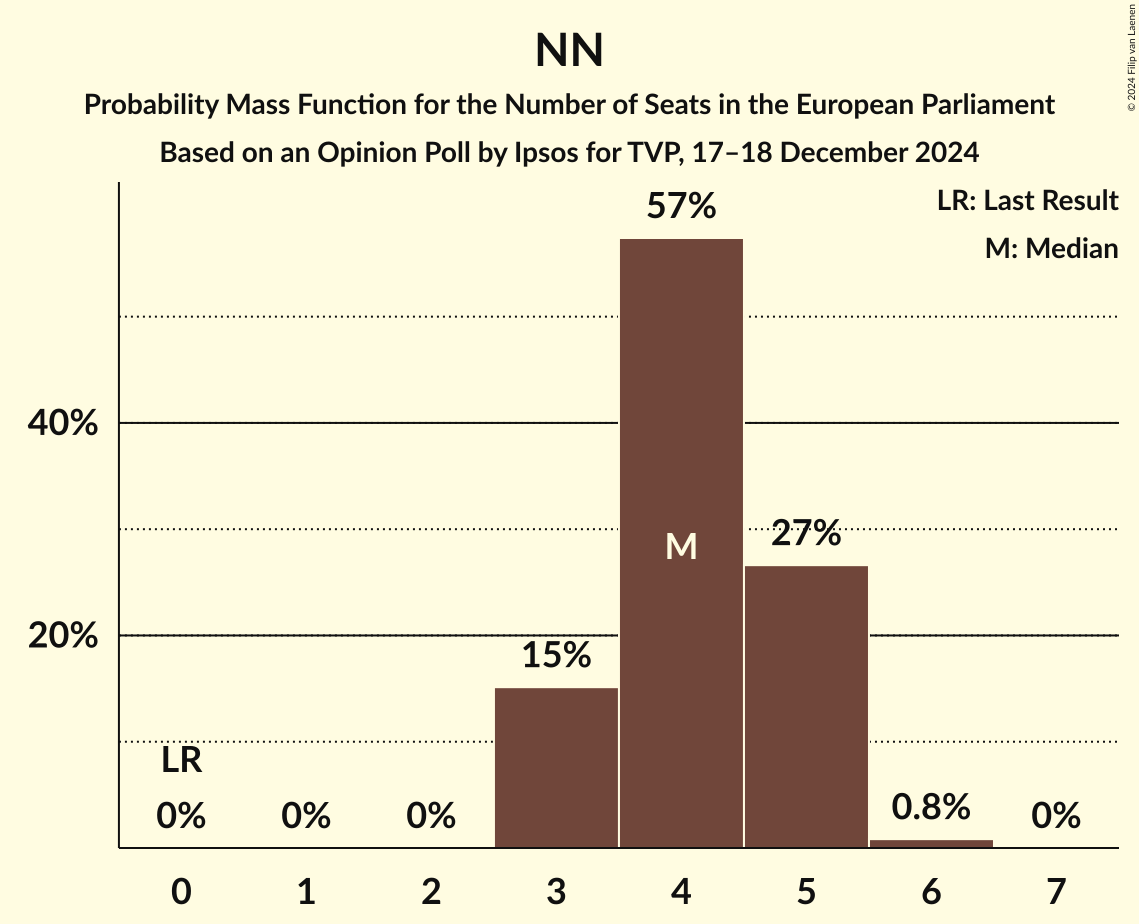 NN
Probability Mass Function for the Number of Seats in the European Parliament
Based on an Opinion Poll by Ipsos for TVP, 17–18 December 2024
© 2024 Filip van Laenen
LR: Last Result
M: Median
57%
40%
27%
M
20%
15%
LR
0%
0%
0%
0.8%
0%
0
1
2
3
4
5
6
7